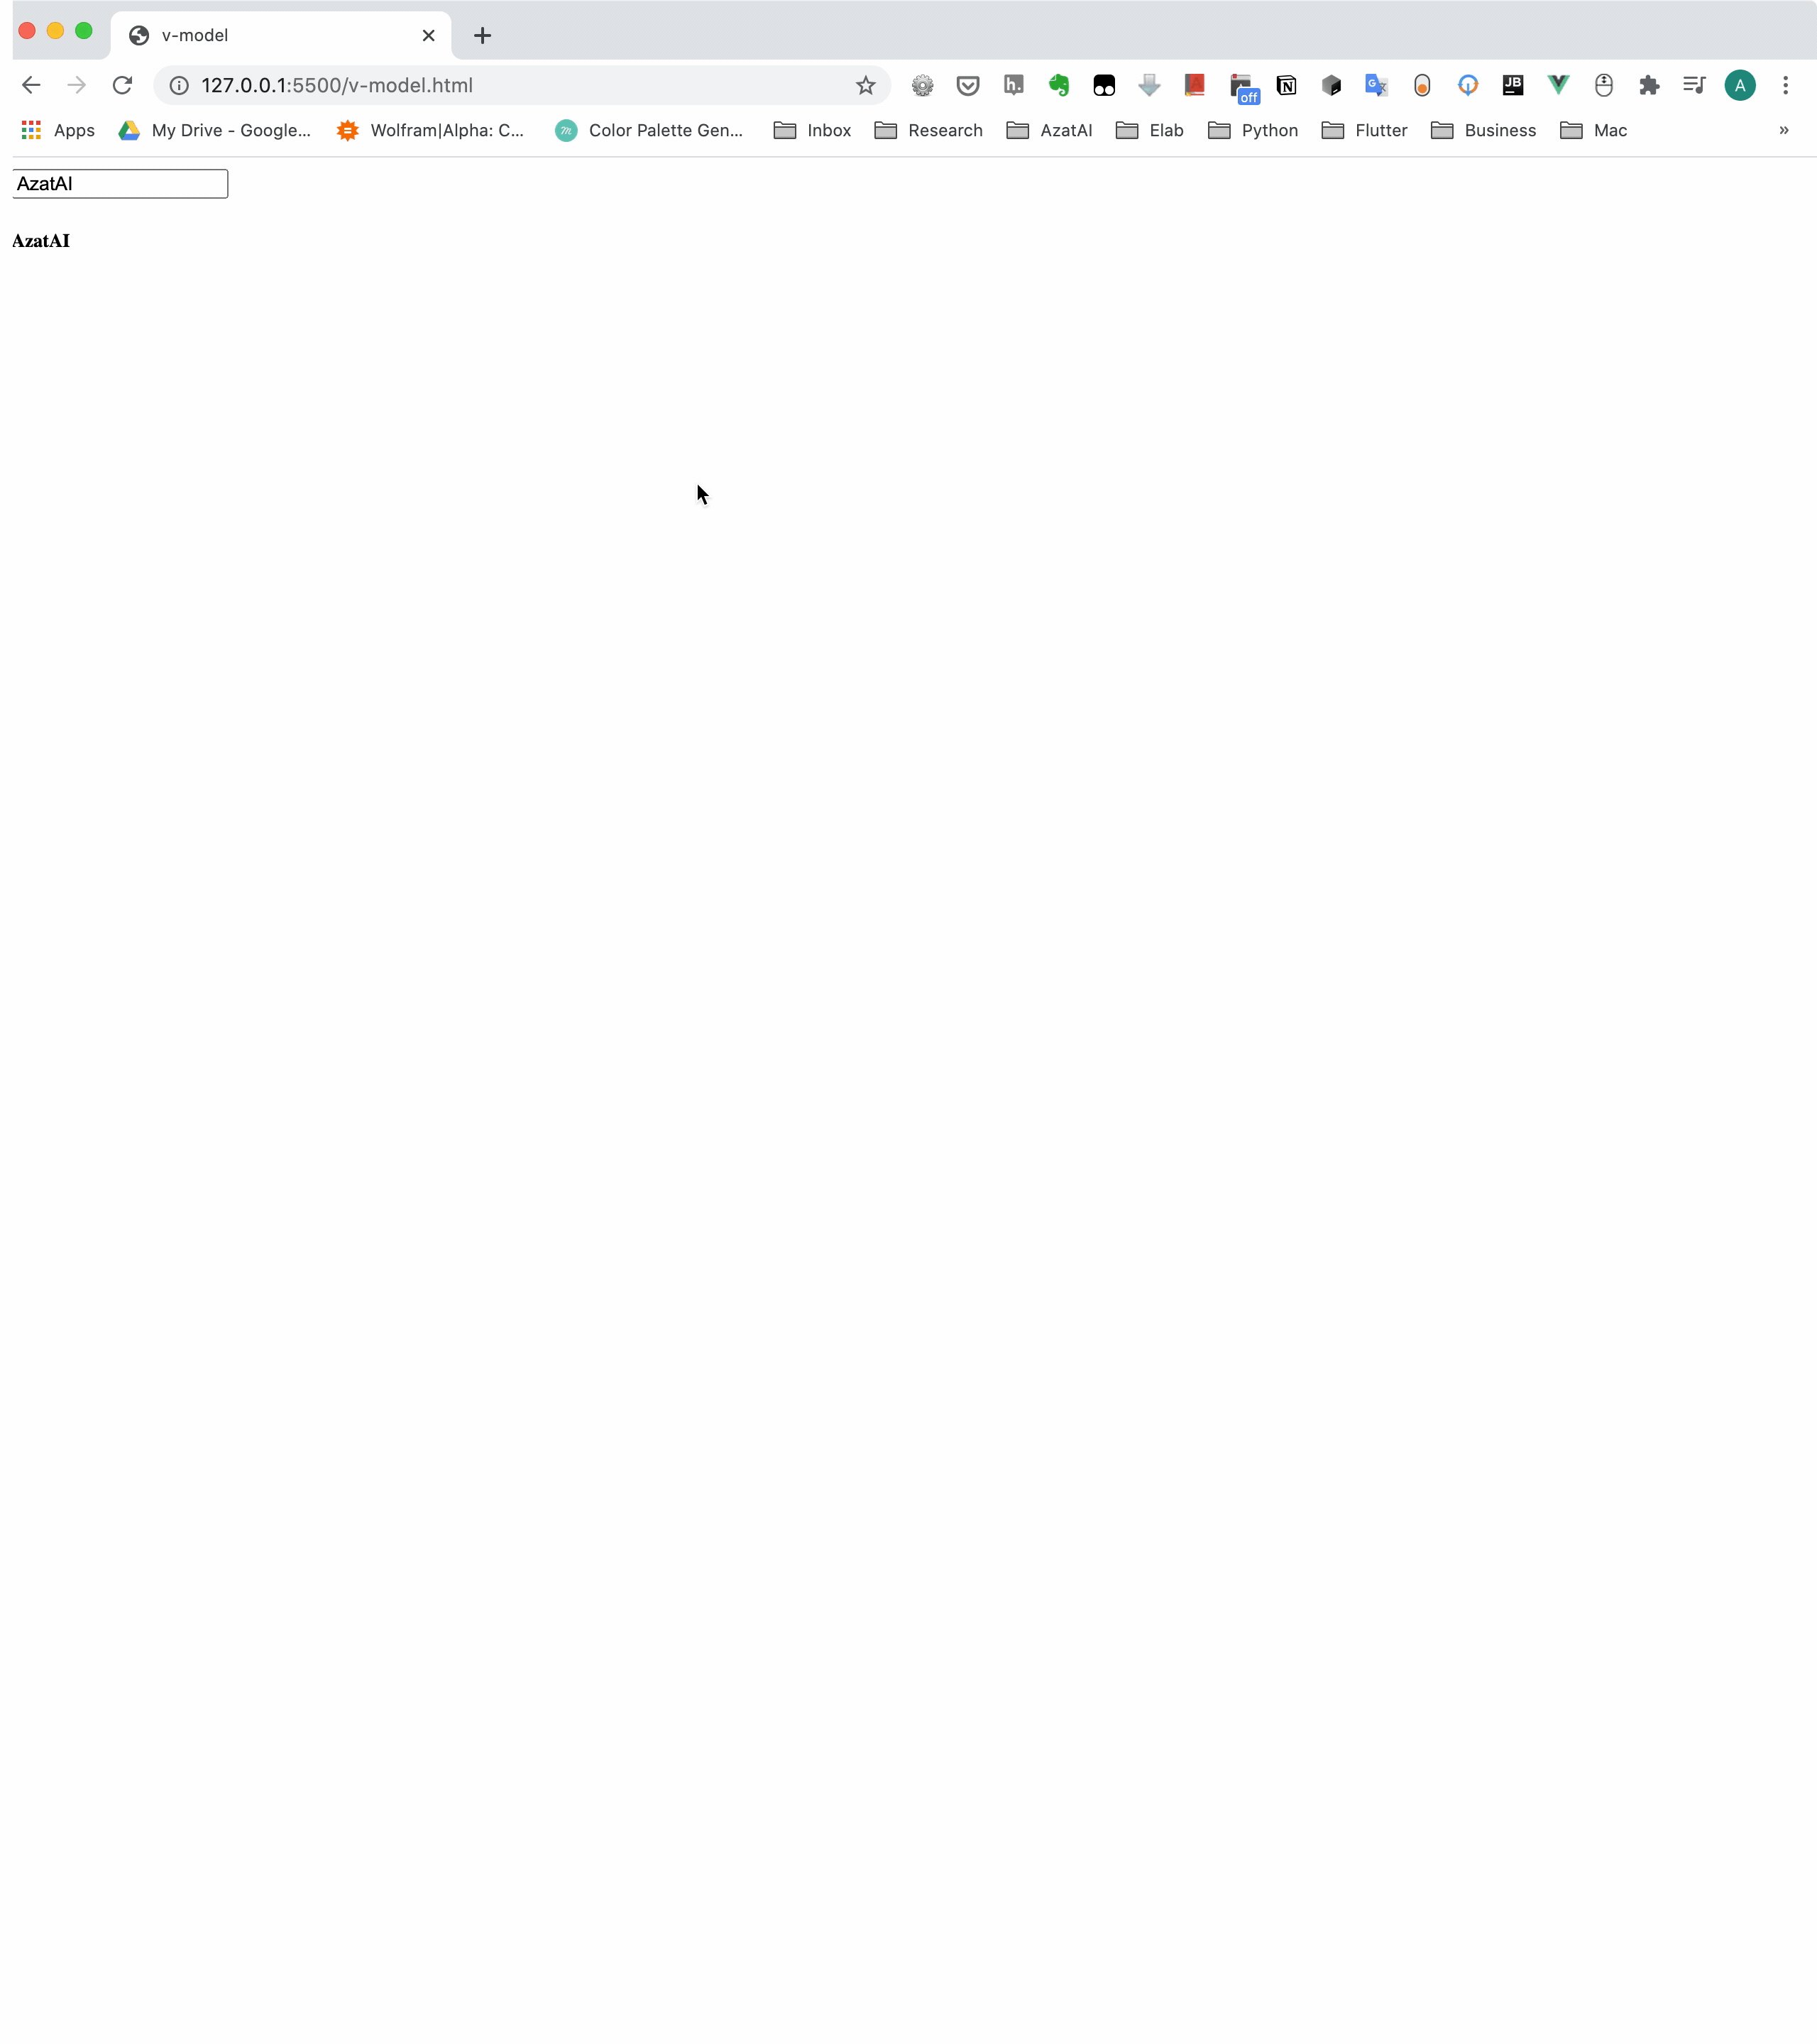 v-model
127.0.0.1:5500/v-model.html
h. off N JB A
Apps My Drive - Google... Wolfram|Alpha: C... m Color Palette Gen... Inbox Research AzatAI Elab Python Flutter Business Mac »
AzatAI
AzatAI